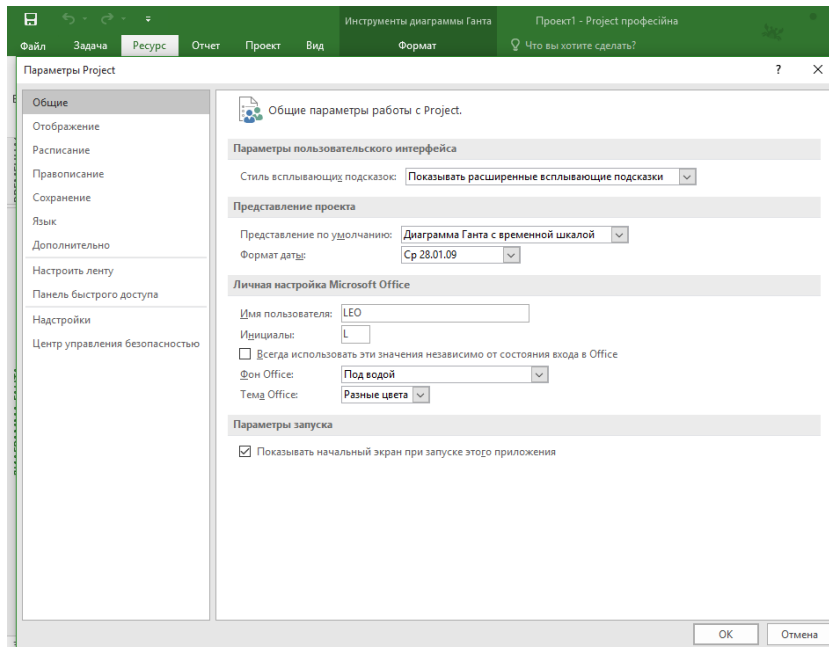 Инструменты диаграммы Ганта
Проект1 - Project професійна
Файл Задача Ресурс Отчет Проект Вид Формат Что вы хотите сделать?
Параметры Project ? ×
Общие
Отображение
Расписание
Правописание
Сохранение
Язык
Дополнительно
Настроить ленту
Панель быстрого доступа
Надстройки
Центр управления безопасностью
Общие параметры работы с Project.
Параметры пользовательского интерфейса
Стиль всплывающих подсказок: Показывать расширенные всплывающие подсказки
Представление проекта
Представление по умолчанию: Диаграмма Ганта с временной шкалой
Формат даты: Ср 28.01.09
Личная настройка Microsoft Office
Имя пользователя: LEO
Инициалы: L
Всегда использовать эти значения независимо от состояния входа в Office
Фон Office: Под водой
Тема Office: Разные цвета
Параметры запуска
Показывать начальный экран при запуске этого приложения
ОК Отмена